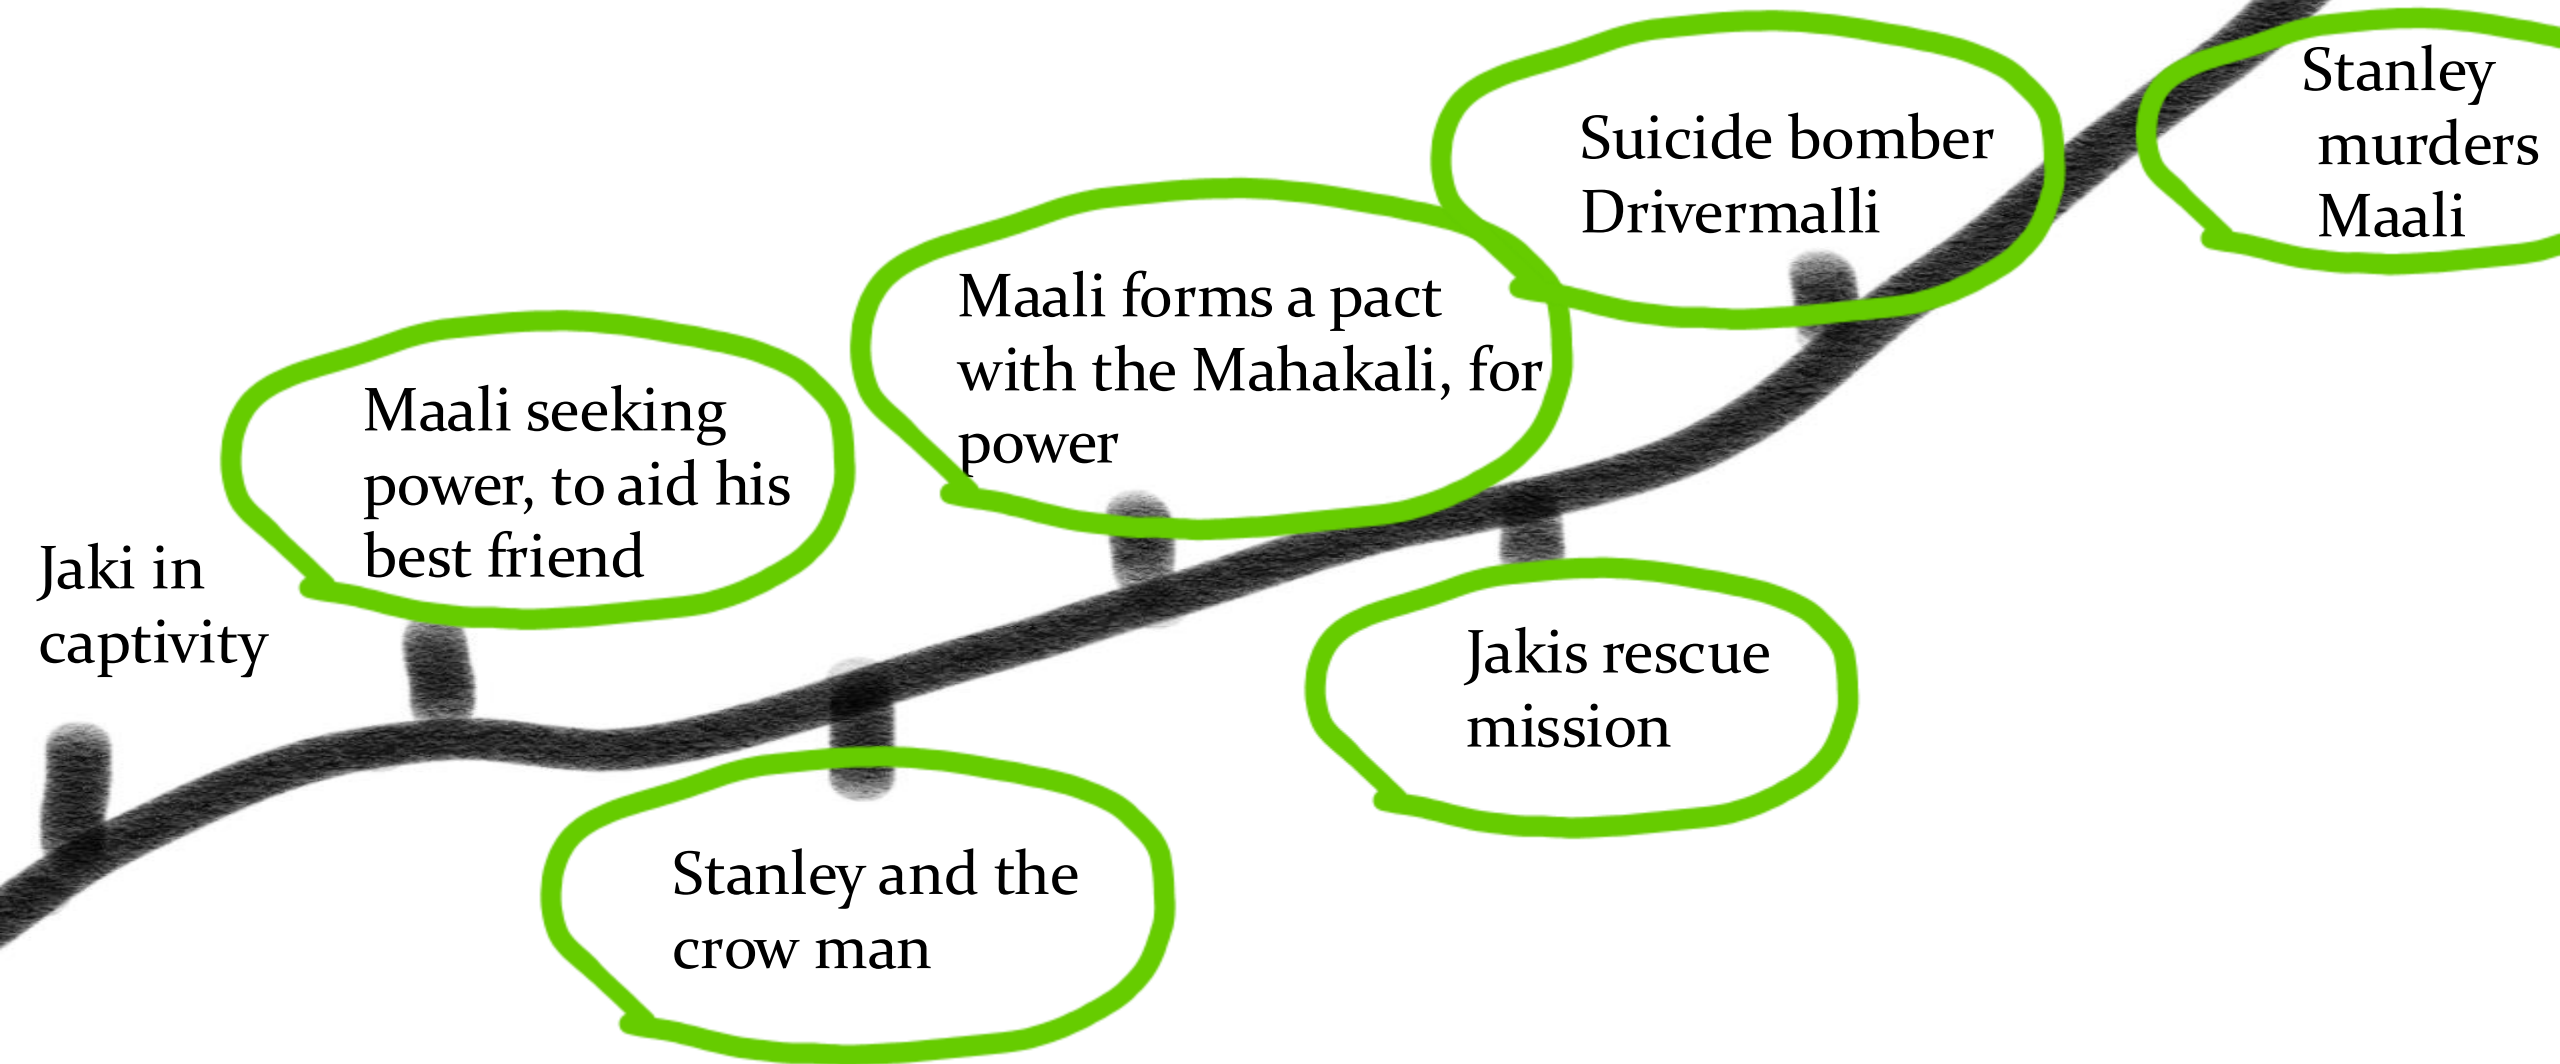 Jaki in
captivity
Maali seeking
power, to aid his
best friend
Stanley and the
crow man
Maali forms a pact
with the Mahakali, for
power
Jakis rescue
mission
Suicide bomber
Drivermalli
Stanley
murders
Maali